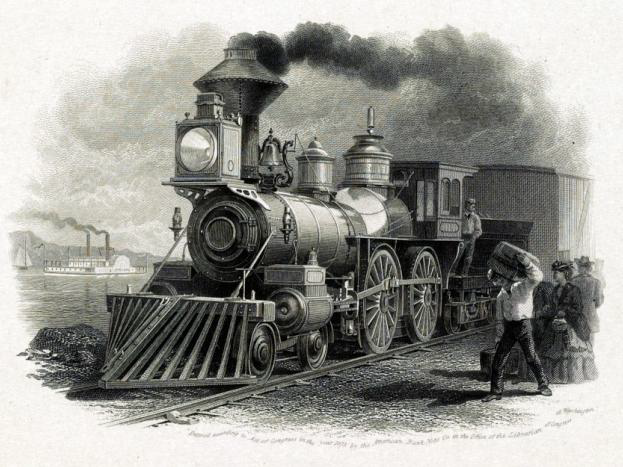 Entered according to Act of Congress in the year 1873 by the American Bank Note Co. in the Office of the Librarian of Congress at Washington